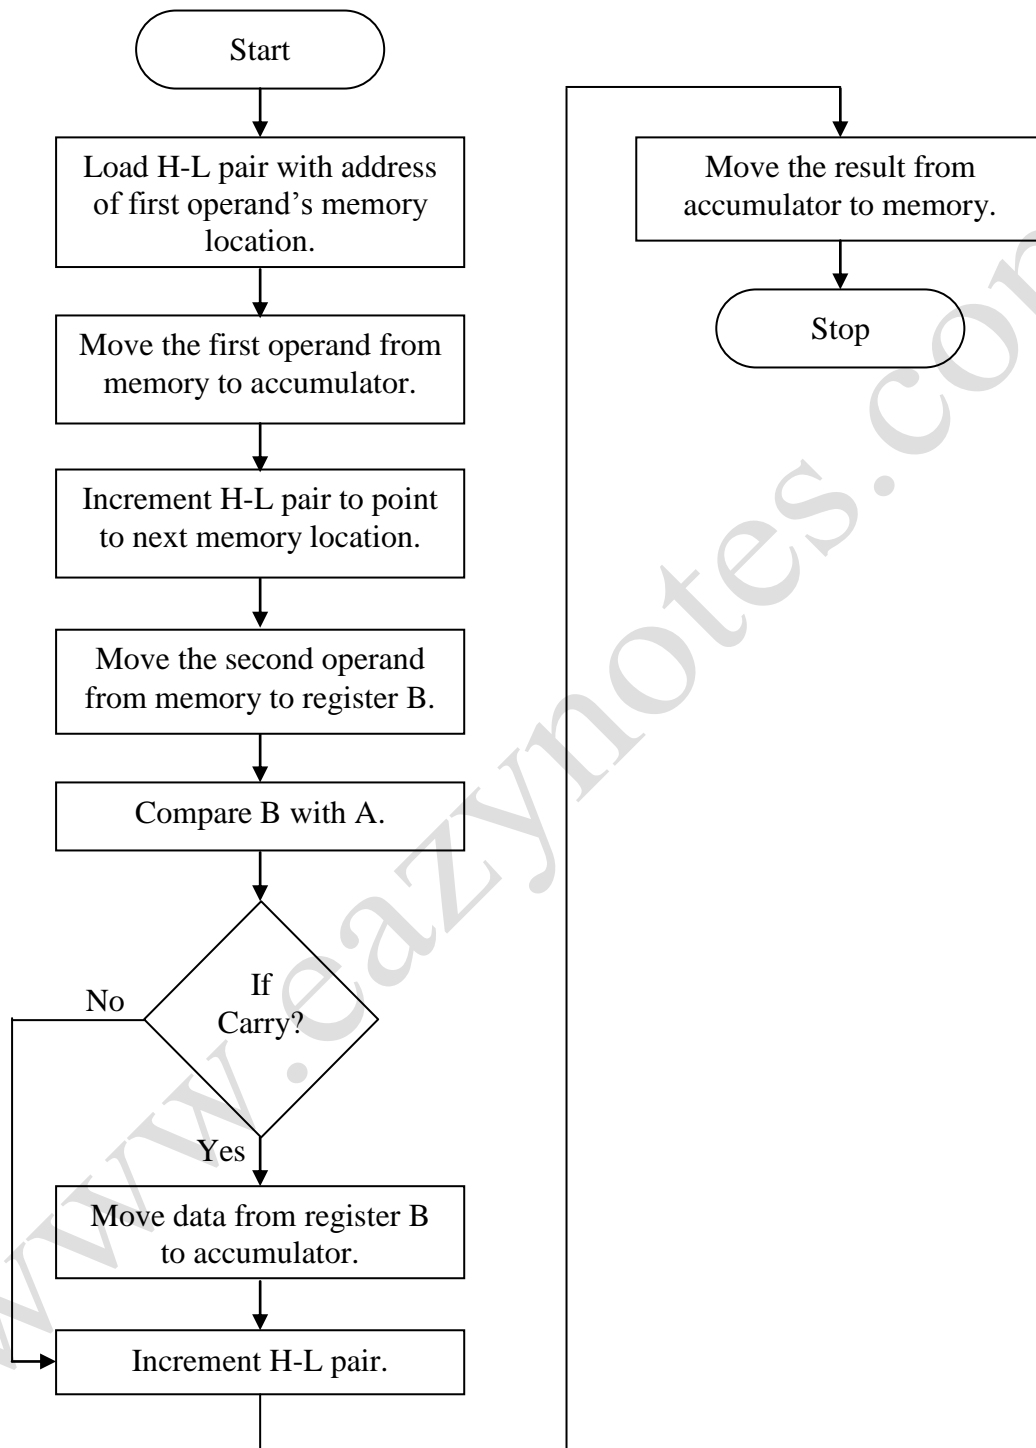 Start
Load H-L pair with address
of first operand’s memory
location.
Move the first operand from
memory to accumulator.
Increment H-L pair to point
to next memory location.
Move the second operand
from memory to register B.
Compare B with A.
If
Carry?
No
Yes
Move data from register B
to accumulator.
Increment H-L pair.
Move the result from
accumulator to memory.
Stop
www.eazynotes.com